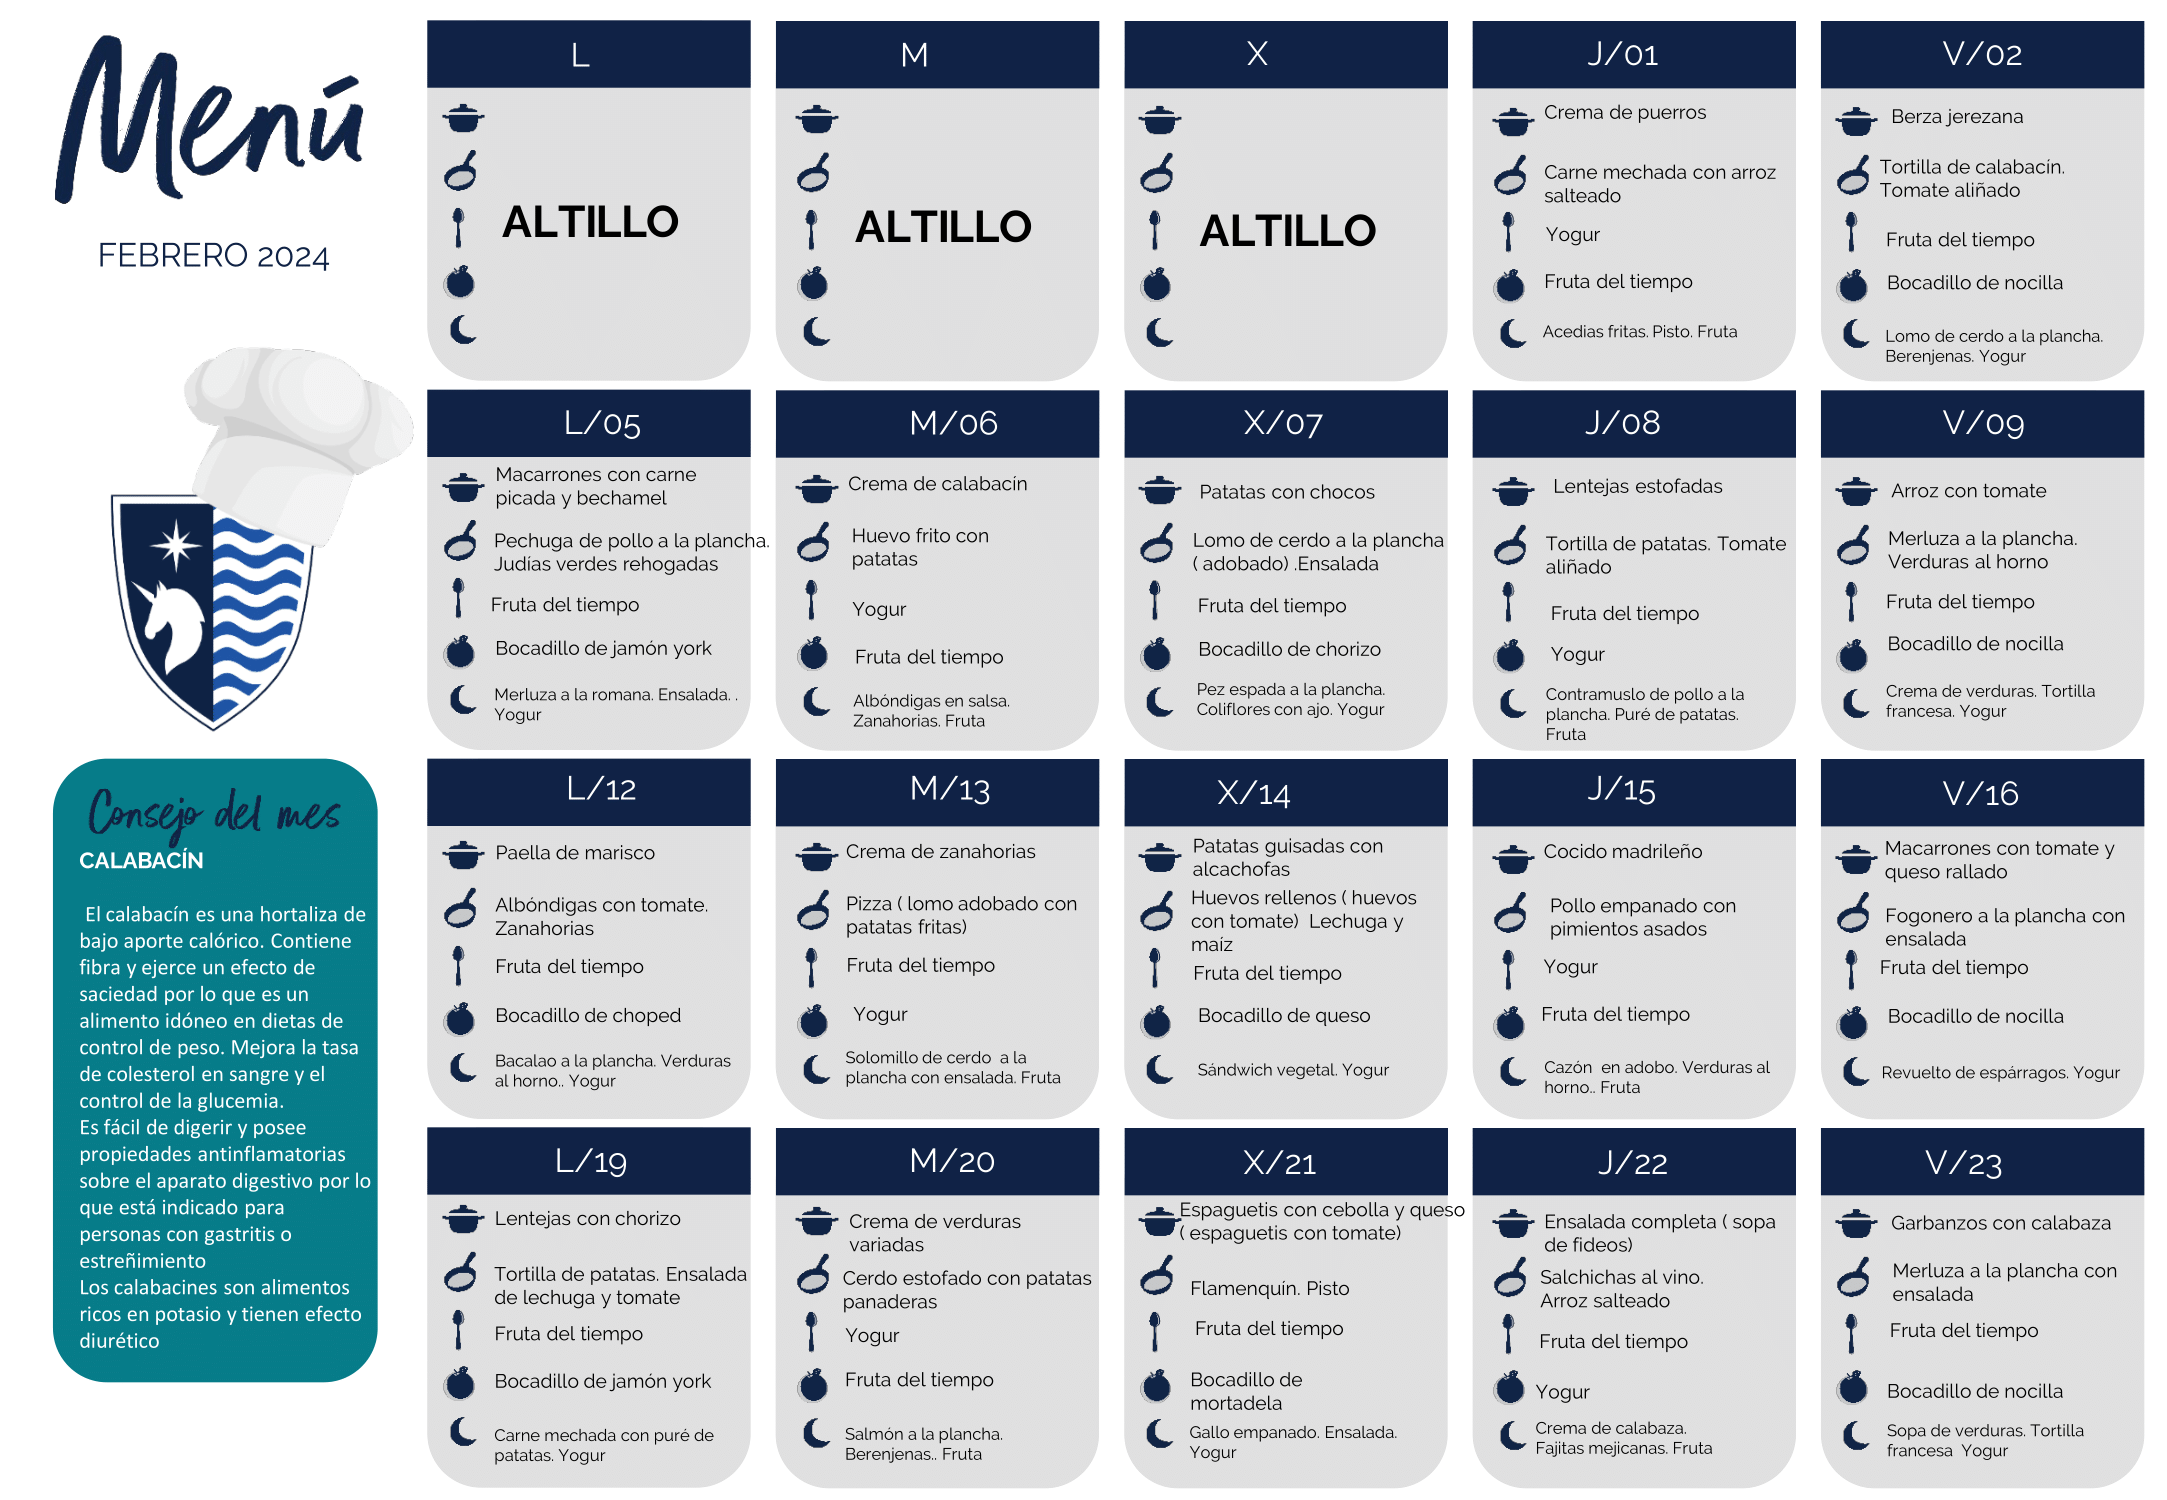 Menú
FEBRERO 2024
L
ALTILLO
M
ALTILLO
X
ALTILLO
J/01
Crema de puerros
Carne mechada con arroz
salteado
Yogur
Fruta del tiempo
Acedias fritas. Pisto. Fruta
V/02
Berza jerezana
Tortilla de calabacín.
Tomate aliñado
Fruta del tiempo
Bocadillo de nocilla
Lomo de cerdo a la plancha.
Berenjenas. Yogur
L/05
Macarrones con carne
picada y bechamel
Pechuga de pollo a la plancha.
Judías verdes rehogadas
Fruta del tiempo
Bocadillo de jamón york
Merluza a la romana. Ensalada. .
Yogur
M/06
Crema de calabacín
Huevo frito con
patatas
Yogur
Fruta del tiempo
Albóndigas en salsa.
Zanahorias. Fruta
X/07
Patatas con chocos
Lomo de cerdo a la plancha
( adobado) .Ensalada
Fruta del tiempo
Bocadillo de chorizo
Pez espada a la plancha.
Coliflores con ajo. Yogur
J/08
Lentejas estofadas
Tortilla de patatas. Tomate
aliñado
Fruta del tiempo
Yogur
Contramuslo de pollo a la
plancha. Puré de patatas.
Fruta
V/09
Arroz con tomate
Merluza a la plancha.
Verduras al horno
Fruta del tiempo
Bocadillo de nocilla
Crema de verduras. Tortilla
francesa. Yogur
Consejo del mes
CALABACÍN
El calabacín es una hortaliza de
bajo aporte calórico. Contiene
fibra y ejerce un efecto de
saciedad por lo que es un
alimento idóneo en dietas de
control de peso. Mejora la tasa
de colesterol en sangre y el
control de la glucemia.
Es fácil de digerir y posee
propiedades antinflamatorias
sobre el aparato digestivo por lo
que está indicado para
personas con gastritis o
estreñimiento
Los calabacines son alimentos
ricos en potasio y tienen efecto
diurético
L/12
Paella de marisco
Albóndigas con tomate.
Zanahorias
Fruta del tiempo
Bocadillo de choped
Bacalao a la plancha. Verduras
al horno.. Yogur
M/13
Crema de zanahorias
Pizza ( lomo adobado con
patatas fritas)
Fruta del tiempo
Yogur
Solomillo de cerdo  a la
plancha con ensalada. Fruta
X/14
Patatas guisadas con
alcachofas
Huevos rellenos ( huevos
con tomate)  Lechuga y
maíz
Fruta del tiempo
Bocadillo de queso
Sándwich vegetal. Yogur
J/15
Cocido madrileño
Pollo empanado con
pimientos asados
Yogur
Fruta del tiempo
Cazón  en adobo. Verduras al
horno.. Fruta
V/16
Macarrones con tomate y
queso rallado
Fogonero a la plancha con
ensalada
Fruta del tiempo
Bocadillo de nocilla
Revuelto de espárragos. Yogur
L/19
Lentejas con chorizo
Tortilla de patatas. Ensalada
de lechuga y tomate
Fruta del tiempo
Bocadillo de jamón york
Carne mechada con puré de
patatas. Yogur
M/20
Crema de verduras
variadas
Cerdo estofado con patatas
panaderas
Yogur
Fruta del tiempo
Salmón a la plancha.
Berenjenas.. Fruta
X/21
Espaguetis con cebolla y queso
( espaguetis con tomate)
Flamenquín. Pisto
Fruta del tiempo
Bocadillo de
mortadela
Gallo empanado. Ensalada.
Yogur
J/22
Ensalada completa ( sopa
de fideos)
Salchichas al vino.
Arroz salteado
Fruta del tiempo
Yogur
Crema de calabaza.
Fajitas mejicanas. Fruta
V/23
Garbanzos con calabaza
Merluza a la plancha con
ensalada
Fruta del tiempo
Bocadillo de nocilla
Sopa de verduras. Tortilla
francesa  Yogur